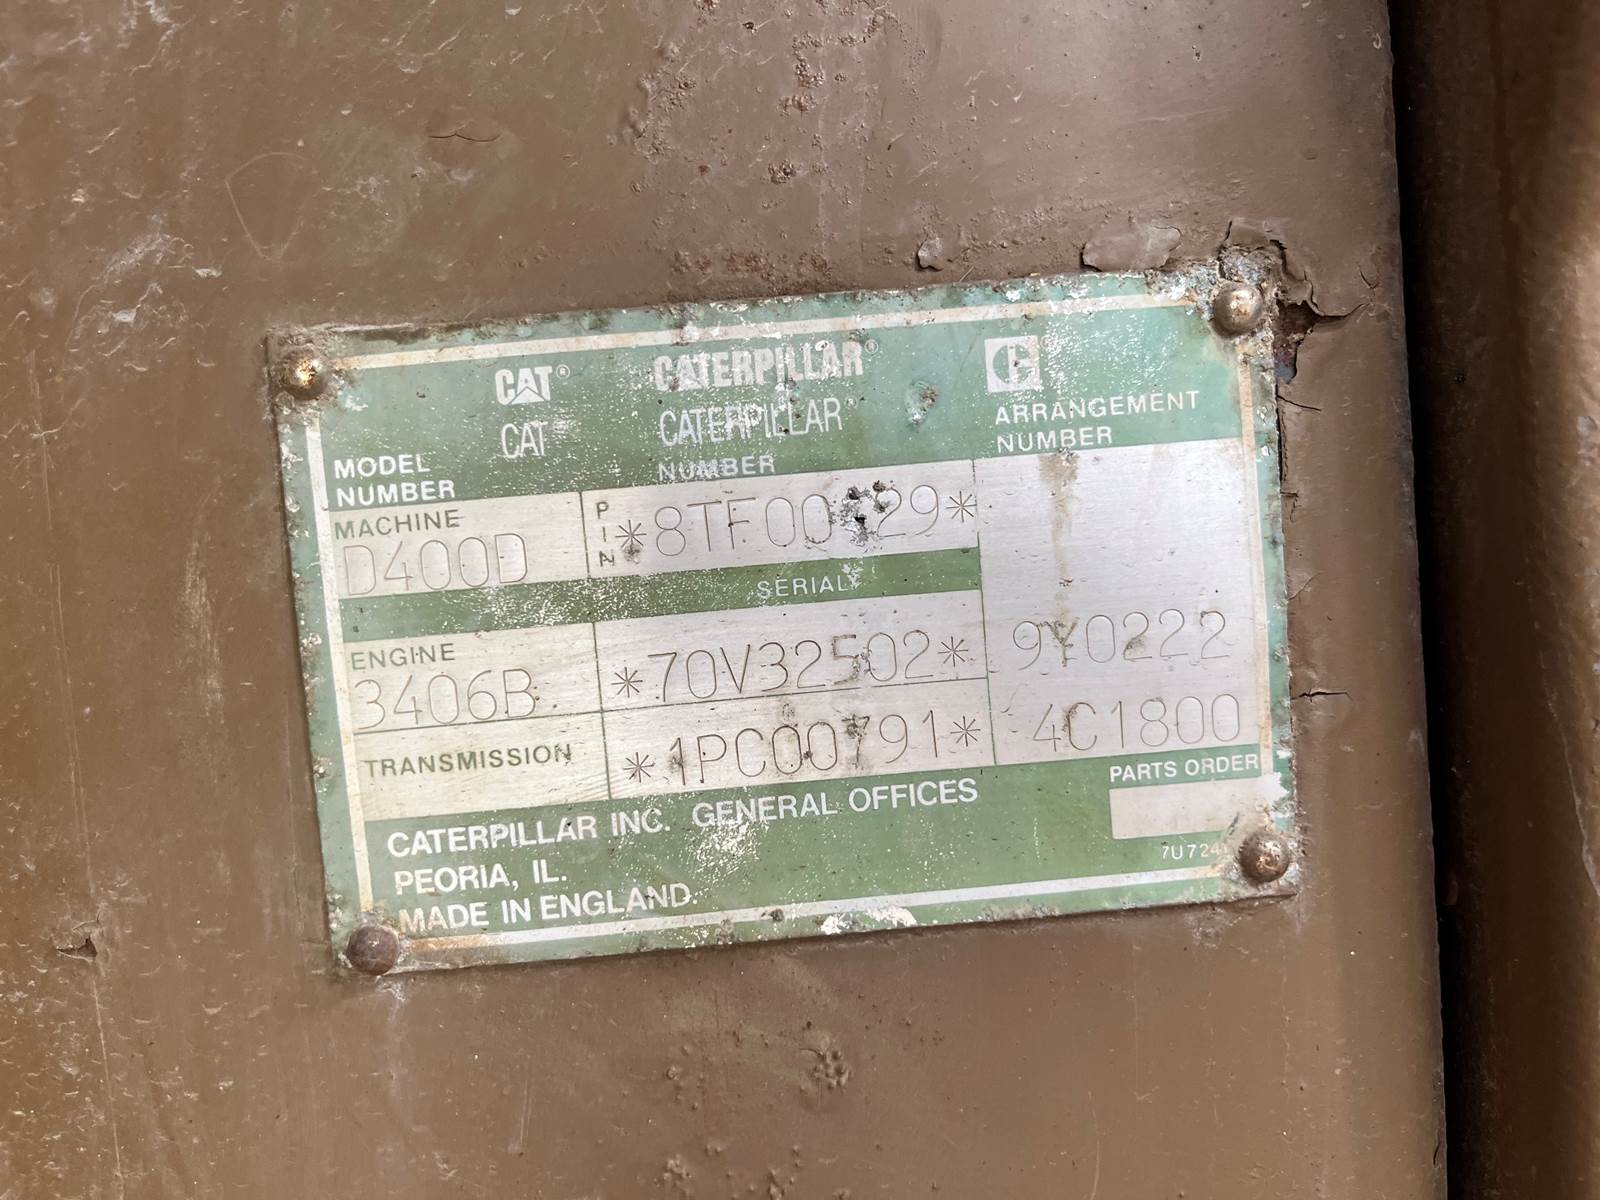 CAT® CATERPILLAR® C
CAT CATERPILLAR®
MODEL NUMBER NUMBER ARRANGEMENT NUMBER
MACHINE
D400D PIN
SERIAL
ENGINE
3406B *70V32502* 9Y0222
TRANSMISSION *1PC00791* 4C1800
CATERPILLAR INC. GENERAL OFFICES
PEORIA, IL.
MADE IN ENGLAND.
PARTS ORDER